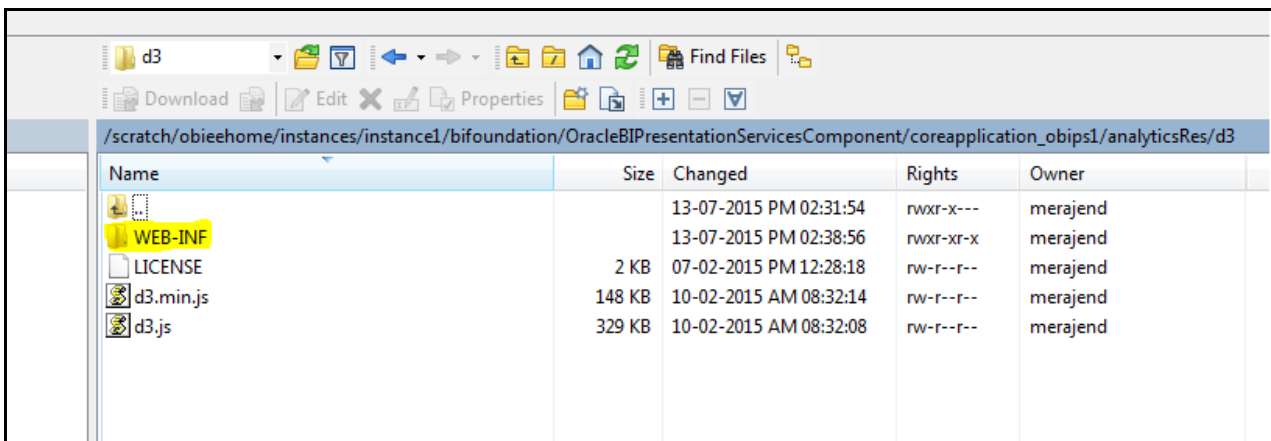 d3 Find Files
Download Edit Properties
/scratch/obieehome/instances/instance1/bifoundation/OracleBIPresentationServicesComponent/coreapplication_obips1/analyticsRes/d3
Name Size Changed Rights Owner
.. 13-07-2015 PM 02:31:54 rwxr-x--- merajend
WEB-INF 13-07-2015 PM 02:38:56 rwxr-xr-x merajend
LICENSE 2 KB 07-02-2015 PM 12:28:18 rw-r--r-- merajend
d3.min.js 148 KB 10-02-2015 AM 08:32:14 rw-r--r-- merajend
d3.js 329 KB 10-02-2015 AM 08:32:08 rw-r--r-- merajend